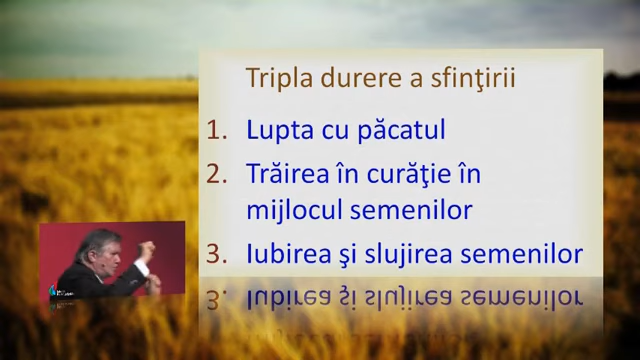 Tripla durere a sfinţirii
1. Lupta cu păcatul
2. Trăirea în curăţie în
mijlocul semenilor
3. Iubirea şi slujirea semenilor